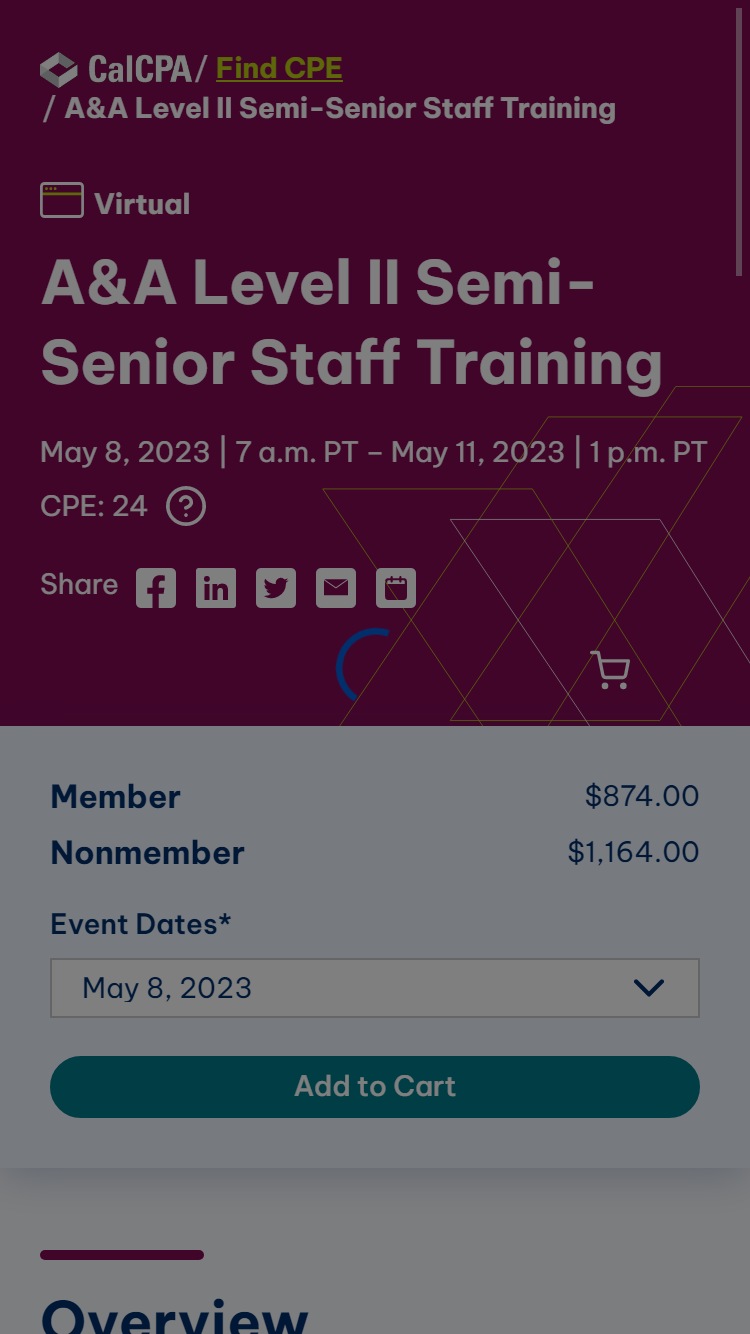 CalCPA / Find CPE
/ A&A Level II Semi-Senior Staff Training
Virtual
A&A Level II Semi-
Senior Staff Training
May 8, 2023 | 7 a.m. PT – May 11, 2023 | 1 p.m. PT
CPE: 24 ?
Share
Member $874.00
Nonmember $1,164.00
Event Dates*
May 8, 2023
Add to Cart
Overview